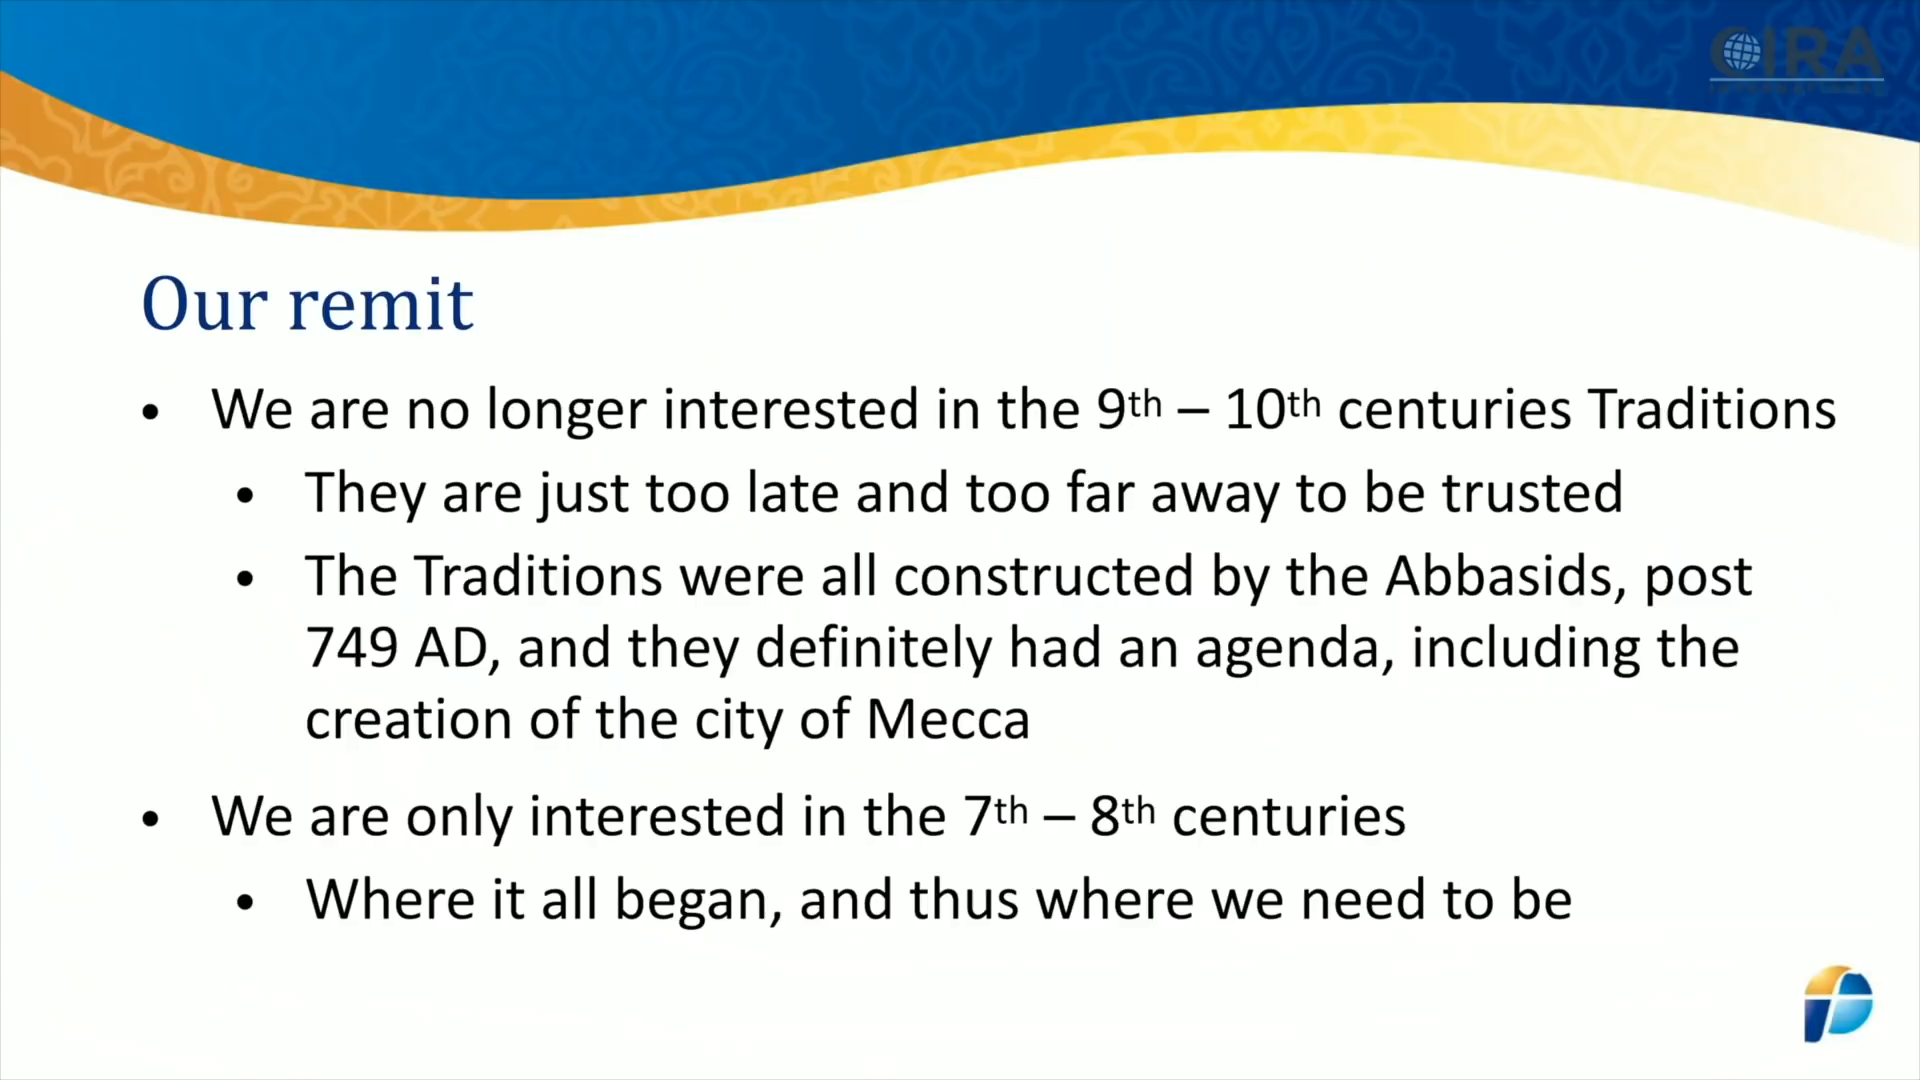 CIRA
INTERNATIONAL
Our remit
• We are no longer interested in the 9th – 10th centuries Traditions
• They are just too late and too far away to be trusted
• The Traditions were all constructed by the Abbasids, post
749 AD, and they definitely had an agenda, including the
creation of the city of Mecca
• We are only interested in the 7th – 8th centuries
• Where it all began, and thus where we need to be